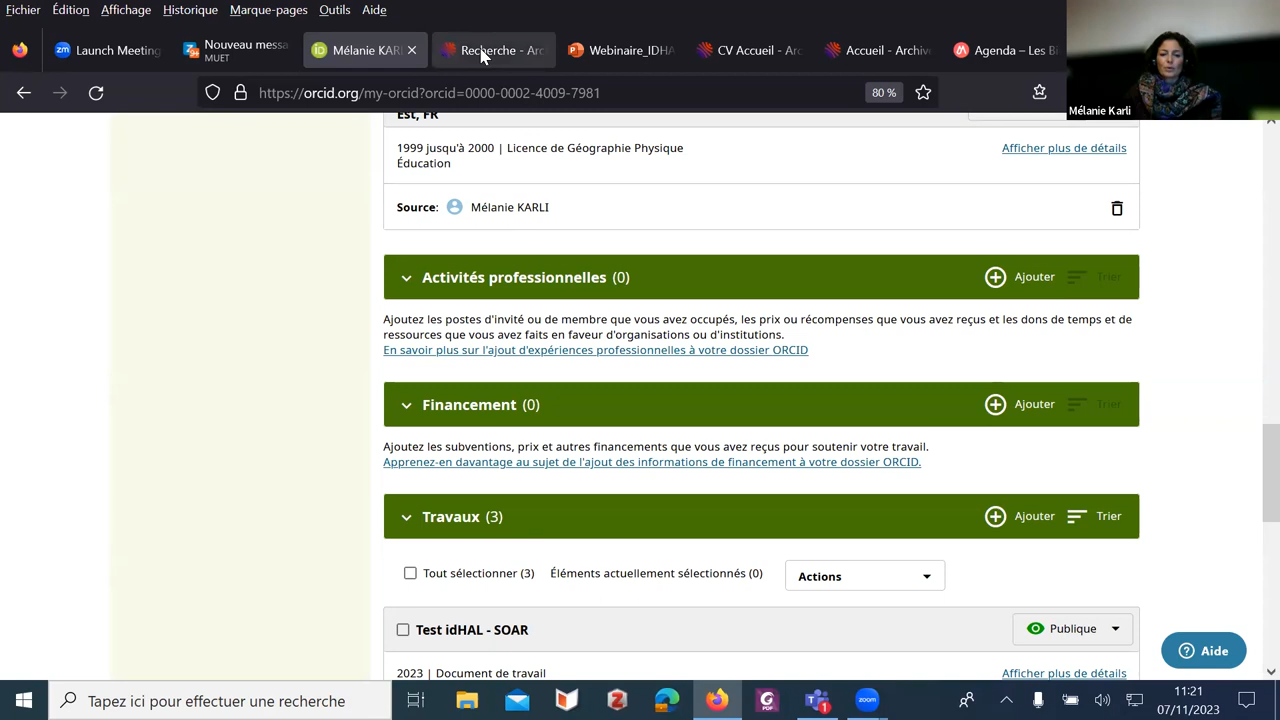 Fichier Édition Affichage Historique Marque-pages Outils Aide
Launch Meeting
Nouveau messa
MUET
Mélanie KARL
Recherche - Arc
Webinaire_IDHA
CV Accueil - Arc
Accueil - Archive
Agenda – Les Bi
https://orcid.org/my-orcid?orcid=0000-0002-4009-7981
80 %
Mélanie Karli
Est, FR
1999 jusqu'à 2000 | Licence de Géographie Physique
Afficher plus de détails
Éducation
Source: Mélanie KARLI
Activités professionnelles (0)
Ajouter Trier
Ajoutez les postes d'invité ou de membre que vous avez occupés, les prix ou récompenses que vous avez reçus et les dons de temps et de
ressources que vous avez faits en faveur d'organisations ou d'institutions.
En savoir plus sur l'ajout d'expériences professionnelles à votre dossier ORCID
Financement (0)
Ajouter Trier
Ajoutez les subventions, prix et autres financements que vous avez reçus pour soutenir votre travail.
Apprenez-en davantage au sujet de l'ajout des informations de financement à votre dossier ORCID.
Travaux (3)
Ajouter Trier
Tout sélectionner (3) Éléments actuellement sélectionnés (0) Actions
Test idHAL - SOAR
Publique
2023 | Document de travail
Afficher plus de détails
Aide
Tapez ici pour effectuer une recherche
11:21
07/11/2023